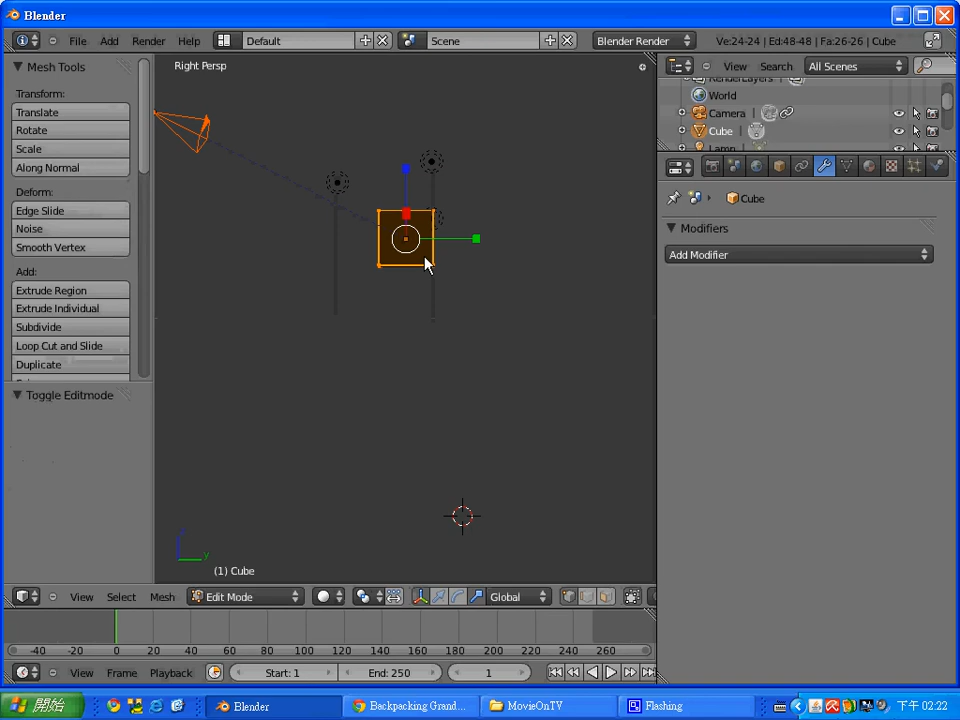 Blender
File Add Render Help Default Scene Blender Render Ve:24-24 | Ed:48-48 | Fa:26-26 | Cube
Mesh Tools
Transform:
Translate
Rotate
Scale
Along Normal
Deform:
Edge Slide
Noise
Smooth Vertex
Add:
Extrude Region
Extrude Individual
Subdivide
Loop Cut and Slide
Duplicate
Toggle Editmode
Right Persp
(1) Cube
View Search All Scenes
RenderLayers
World
Camera
Cube
Lamp
Cube
Modifiers
Add Modifier
View Select Mesh Edit Mode Global
-40 -20 0 20 40 60 80 100 120 140 160 180 200 220 240 260
View Frame Playback Start: 1 End: 250 1
開始 Blender Backpacking Grand... MovieOnTV Flashing 下午 02:22